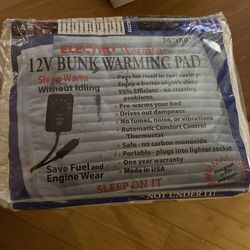 36"x60"
ELECTRO Warmth
12V BUNK WARMING PAD
Sleep Warm
Without Idling
• Pays for itself in fuel savings
• Enjoy a better night's sleep
• 95% Efficient - no starting
problems
• Pre-warms your bed
• Drives out dampness
• No fumes, noise, or vibrations
• Automatic Comfort Control
Thermostat
• Safe - no carbon monoxide
• Portable - plugs into lighter socket
• One year warranty
• Made in USA
Save Fuel and
Engine Wear
SLEEP ON IT
NOT UNDER IT!